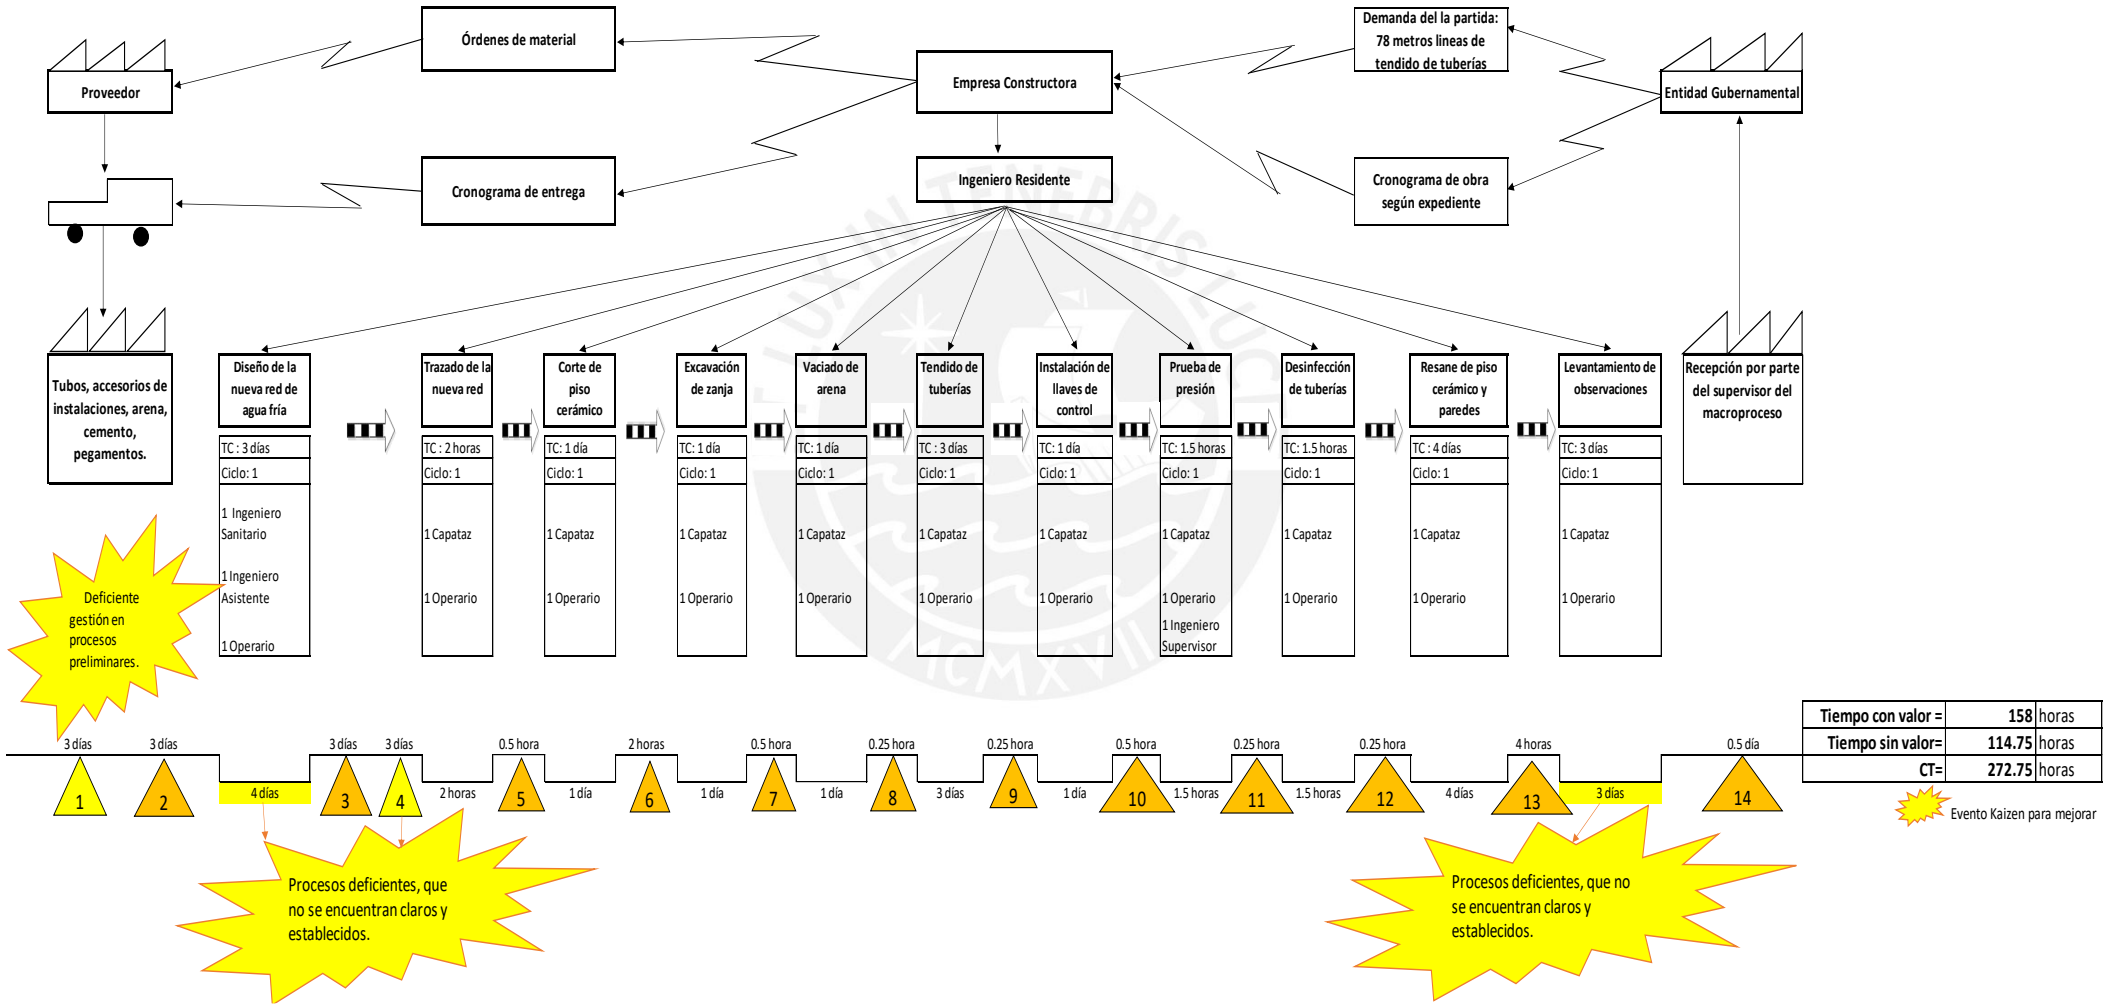 Órdenes de material
Demanda del la partida:
78 metros lineas de
tendido de tuberías
Proveedor
Empresa Constructora
Entidad Gubernamental
Cronograma de entrega
Ingeniero Residente
Cronograma de obra
según expediente
LUX IN TENEBRIS LUCET
MCMXVII
Tubos, accesorios de
instalaciones, arena,
cemento,
pegamentos.
Diseño de la
nueva red de
agua fría
TC : 3 días
Ciclo: 1
1 Ingeniero
Sanitario
1 Ingeniero
Asistente
1 Operario
Trazado de la
nueva red
TC : 2 horas
Ciclo: 1
1 Capataz
1 Operario
Corte de
piso
cerámico
TC: 1 día
Ciclo: 1
1 Capataz
1 Operario
Excavación
de zanja
TC: 1 día
Ciclo: 1
1 Capataz
1 Operario
Vaciado de
arena
TC: 1 día
Ciclo: 1
1 Capataz
1 Operario
Tendido de
tuberías
TC : 3 días
Ciclo: 1
1 Capataz
1 Operario
Instalación de
llaves de
control
TC: 1 día
Ciclo: 1
1 Capataz
1 Operario
Prueba de
presión
TC: 1.5 horas
Ciclo: 1
1 Capataz
1 Operario
1 Ingeniero
Supervisor
Desinfección
de tuberías
TC: 1.5 horas
Ciclo: 1
1 Capataz
1 Operario
Resane de piso
cerámico y
paredes
TC : 4 días
Ciclo: 1
1 Capataz
1 Operario
Levantamiento de
observaciones
TC: 3 días
Ciclo: 1
1 Capataz
1 Operario
Recepción por parte
del supervisor del
macroproceso
Deficiente
gestión en
procesos
preliminares.
3 días
3 días
3 días
3 días
0.5 hora
2 horas
0.5 hora
0.25 hora
0.25 hora
0.5 hora
0.25 hora
0.25 hora
4 horas
0.5 día
1
2
4 días
3
4
2 horas
5
1 día
6
1 día
7
1 día
8
3 días
9
1 día
10
1.5 horas
11
1.5 horas
12
4 días
13
3 días
14
Tiempo con valor = 158 horas
Tiempo sin valor= 114.75 horas
CT= 272.75 horas
Evento Kaizen para mejorar
Procesos deficientes, que
no se encuentran claros y
establecidos.
Procesos deficientes, que no
se encuentran claros y
establecidos.